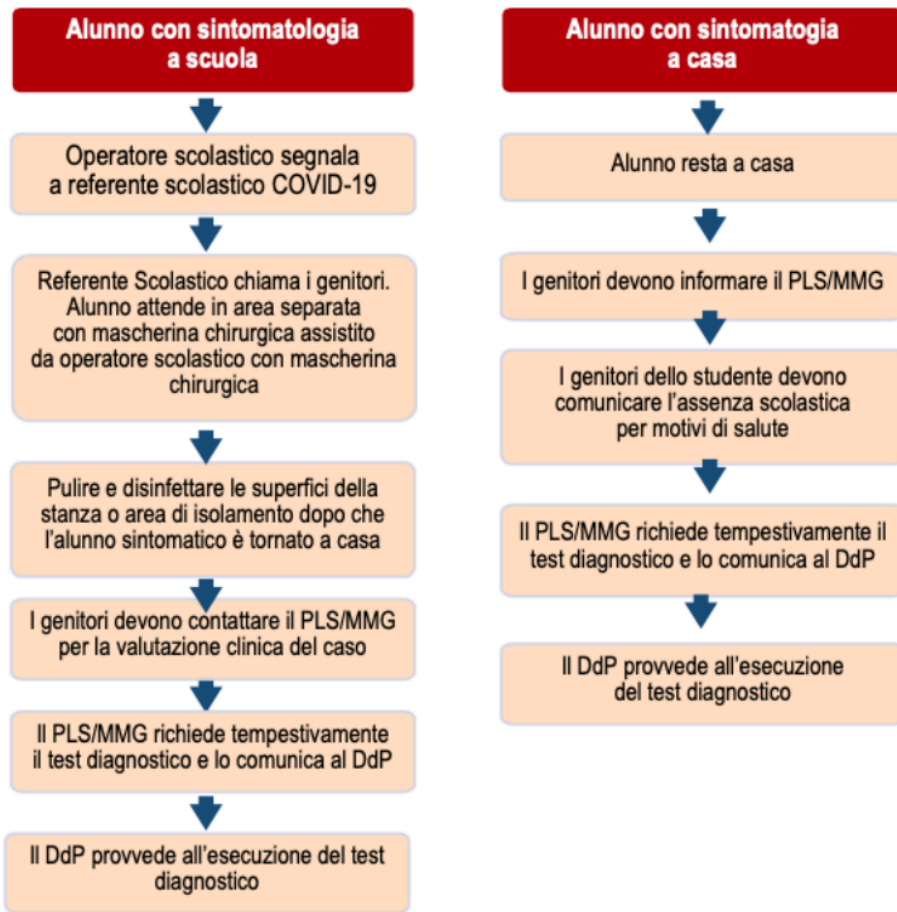 Alunno con sintomatologia
a scuola
Operatore scolastico segnala
a referente scolastico COVID-19
Referente Scolastico chiama i genitori.
Alunno attende in area separata
con mascherina chirurgica assistito
da operatore scolastico con mascherina
chirurgica
Pulire e disinfettare le superfici della
stanza o area di isolamento dopo che
l'alunno sintomatico è tornato a casa
I genitori devono contattare il PLS/MMG
per la valutazione clinica del caso
Il PLS/MMG richiede tempestivamente
il test diagnostico e lo comunica al DdP
Il DdP provvede all'esecuzione del test
diagnostico
Alunno con sintomatogia
a casa
Alunno resta a casa
I genitori devono informare il PLS/MMG
I genitori dello studente devono
comunicare l'assenza scolastica
per motivi di salute
Il PLS/MMG richiede tempestivamente il
test diagnostico e lo comunica al DdP
Il DdP provvede all'esecuzione
del test diagnostico